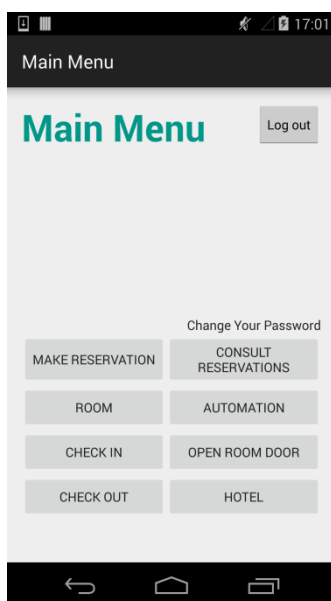 17:01
Main Menu
Main Menu
Log out
Change Your Password
MAKE RESERVATION
CONSULT
RESERVATIONS
ROOM
AUTOMATION
CHECK IN
OPEN ROOM DOOR
CHECK OUT
HOTEL